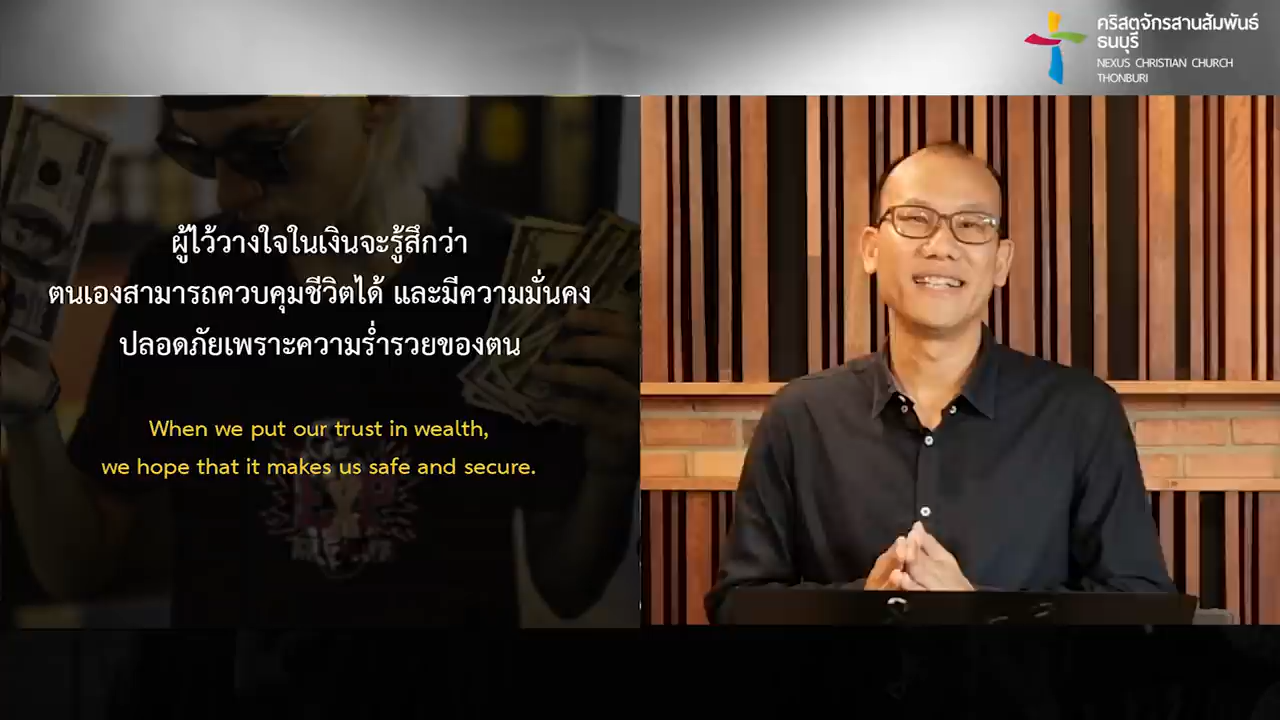 คริสตจักรสานสัมพันธ์
ธนบุรี
NEXUS CHRISTIAN CHURCH
THONBURI
ผู้ไว้วางใจในเงินจะรู้สึกว่า
ตนเองสามารถควบคุมชีวิตได้ และมีความมั่นคง
ปลอดภัยเพราะความร่ำรวยของตน
When we put our trust in wealth,
we hope that it makes us safe and secure.